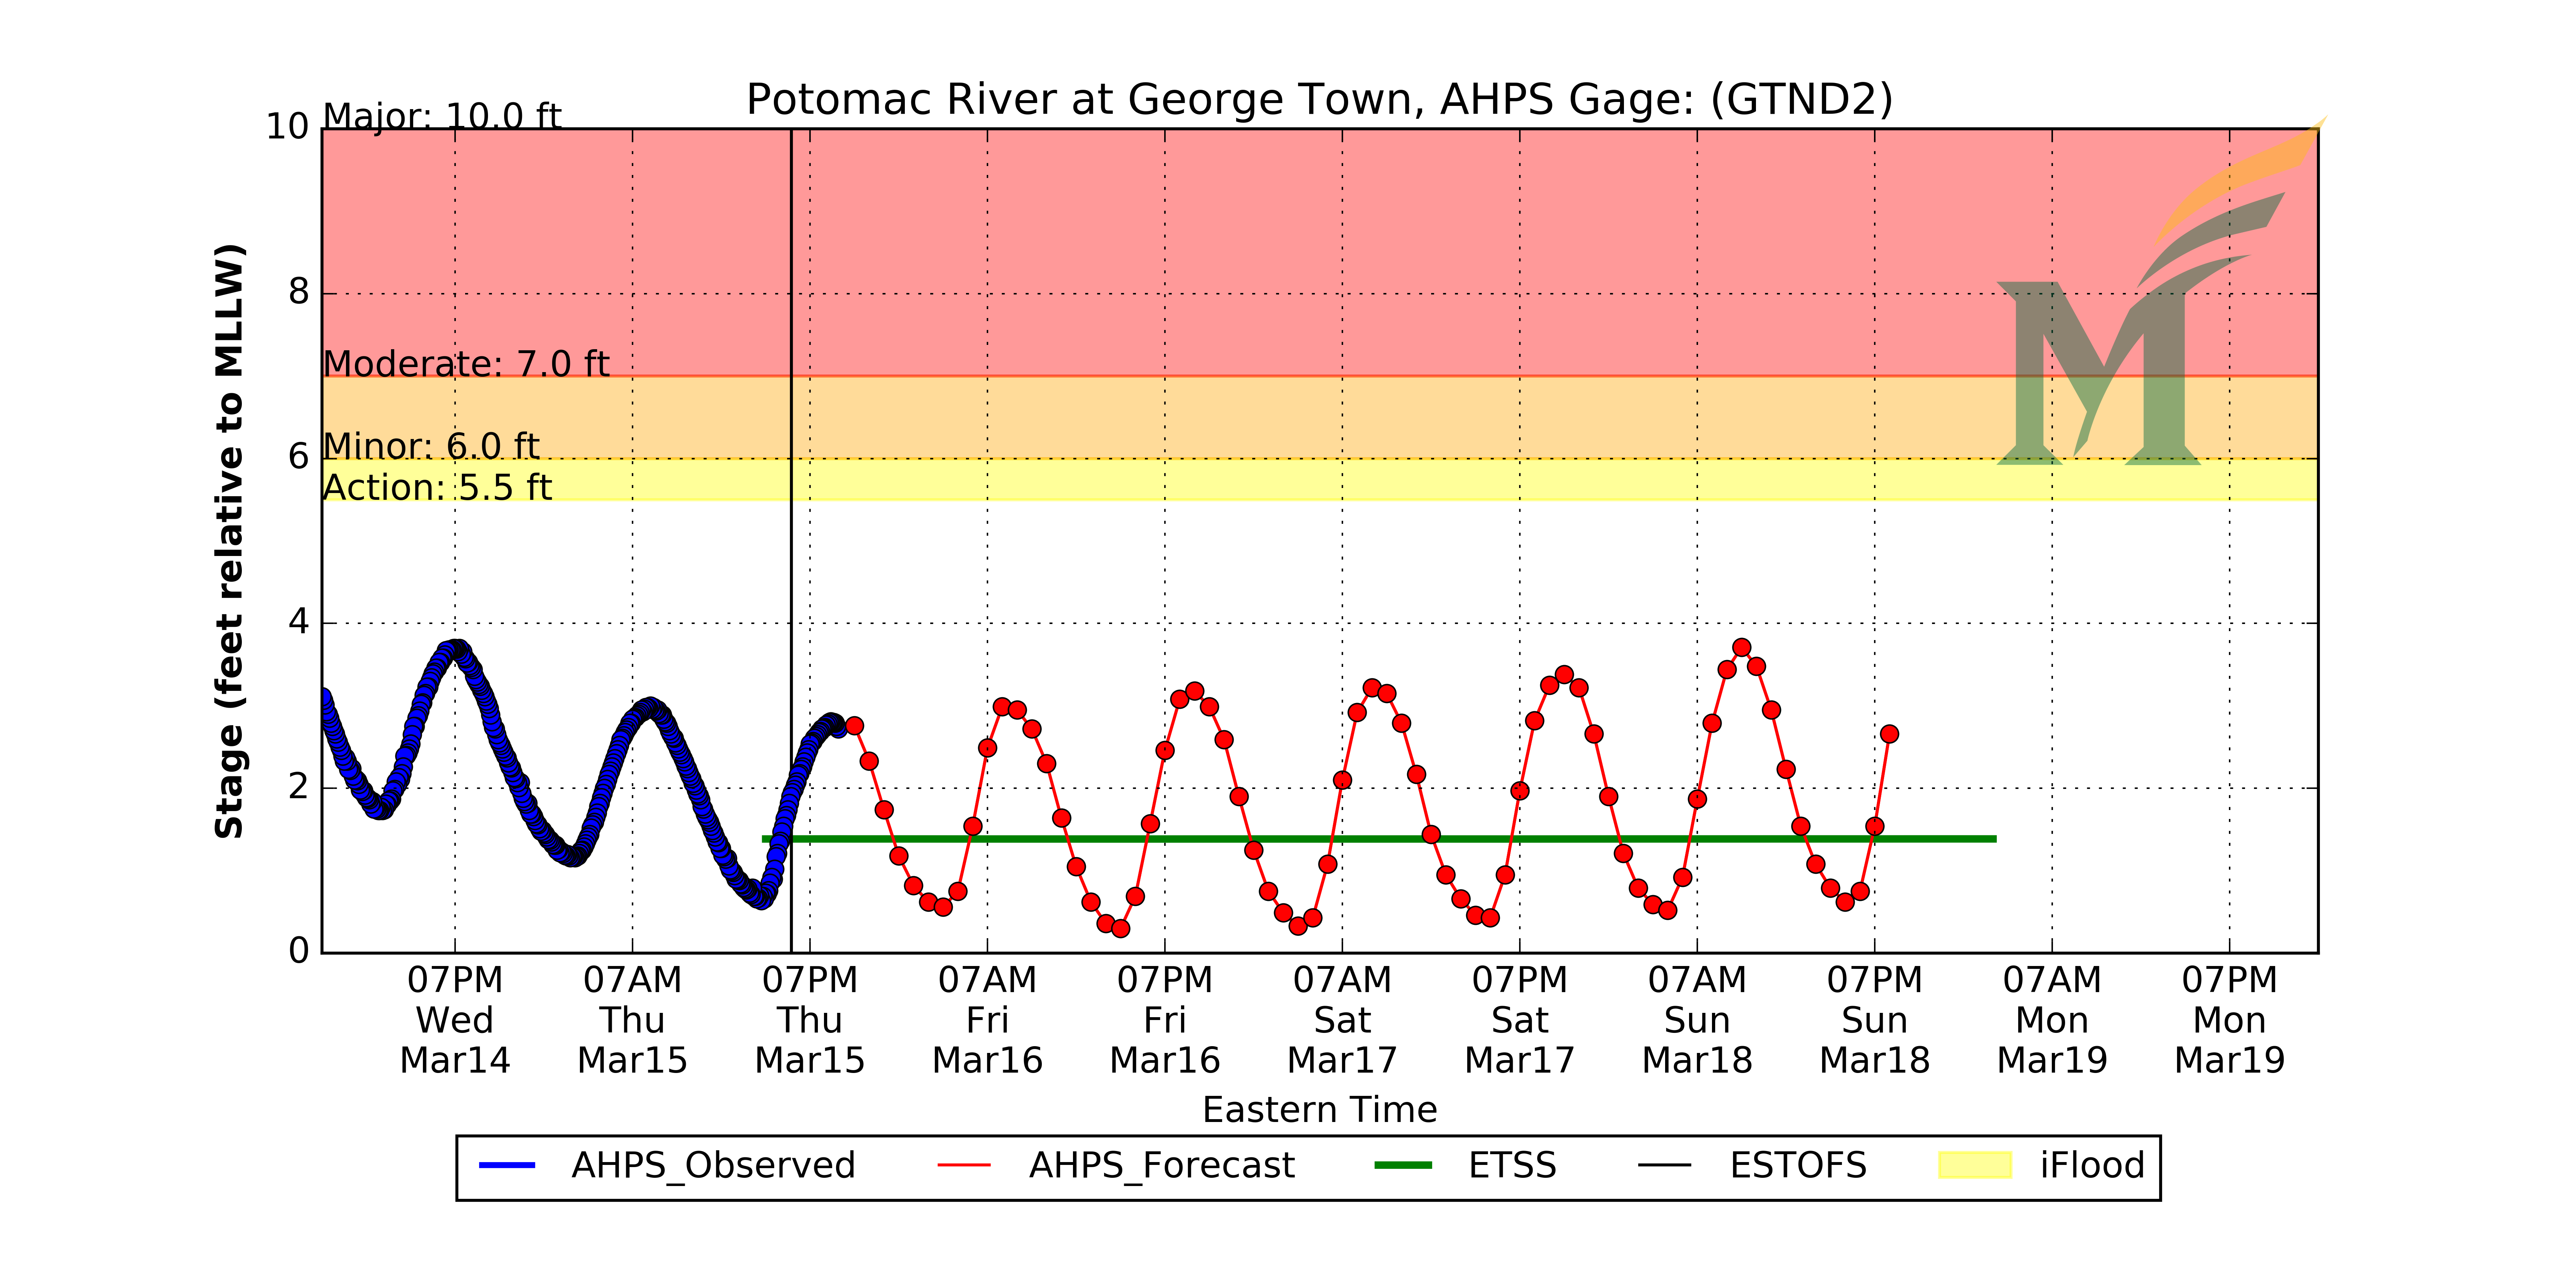 Potomac River at George Town, AHPS Gage: (GTND2)
Major: 10.0 ft
Moderate: 7.0 ft
Minor: 6.0 ft
Action: 5.5 ft
Stage (feet relative to MLLW)
10
8
6
4
2
0
07PM 07AM 07PM 07AM 07PM 07AM 07PM 07AM 07PM 07AM 07PM
Wed Thu Thu Fri Fri Sat Sat Sun Sun Mon Mon
Mar14 Mar15 Mar15 Mar16 Mar16 Mar17 Mar17 Mar18 Mar18 Mar19 Mar19
Eastern Time
AHPS_Observed AHPS_Forecast ETSS ESTOFS iFlood
M